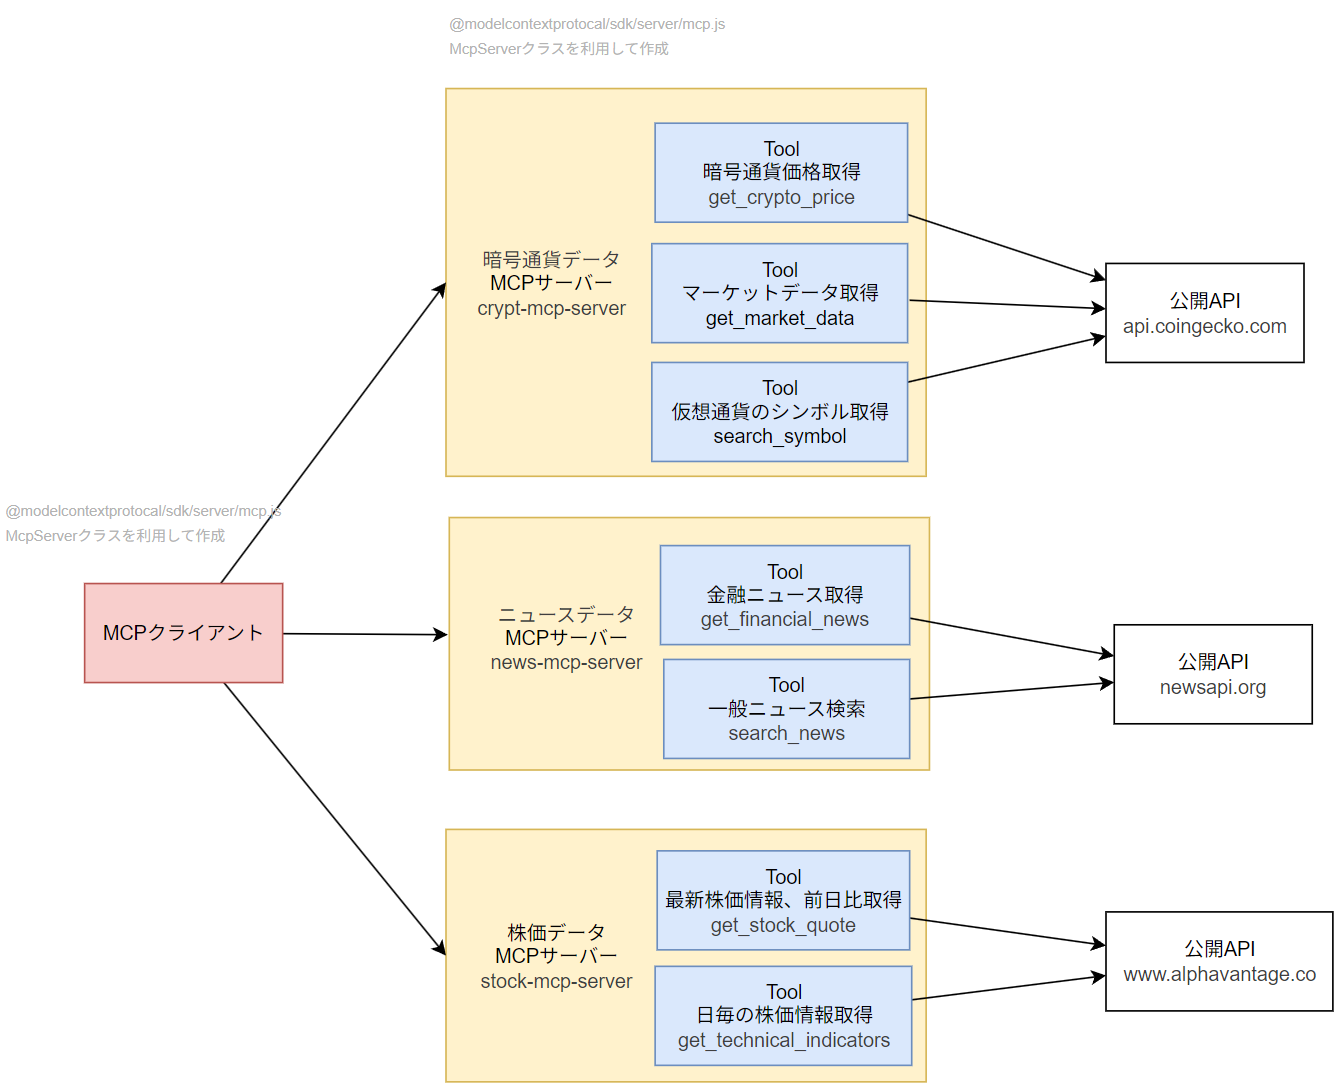 @modelcontextprotocal/sdk/server/mcp.js
McpServerクラスを利用して作成
Tool
暗号通貨価格取得
get_crypto_price
暗号通貨データ
MCPサーバー
crypt-mcp-server
Tool
マーケットデータ取得
get_market_data
公開API
api.coingecko.com
Tool
仮想通貨のシンボル取得
search_symbol
@modelcontextprotocal/sdk/server/mcp.js
McpServerクラスを利用して作成
MCPクライアント
ニュースデータ
MCPサーバー
news-mcp-server
Tool
金融ニュース取得
get_financial_news
Tool
一般ニュース検索
search_news
公開API
newsapi.org
株価データ
MCPサーバー
stock-mcp-server
Tool
最新株価情報、前日比取得
get_stock_quote
Tool
日毎の株価情報取得
get_technical_indicators
公開API
www.alphavantage.co